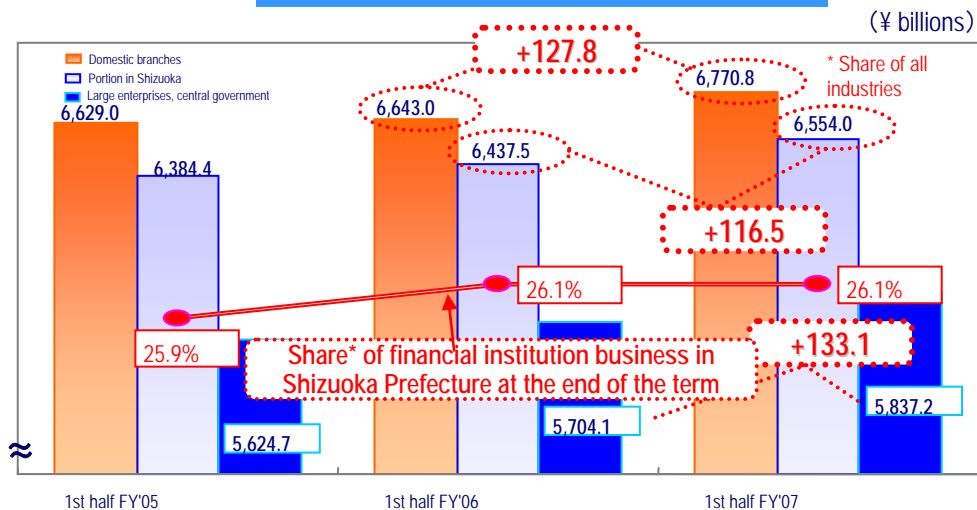 (¥ billions)
Domestic branches
Portion in Shizuoka
Large enterprises, central government
+127.8
* Share of all
industries
6,629.0
6,384.4
6,643.0
6,437.5
6,770.8
6,554.0
+116.5
25.9%
26.1%
26.1%
Share* of financial institution business in
Shizuoka Prefecture at the end of the term
+133.1
5,624.7
5,704.1
5,837.2
≈
1st half FY'05
1st half FY'06
1st half FY'07